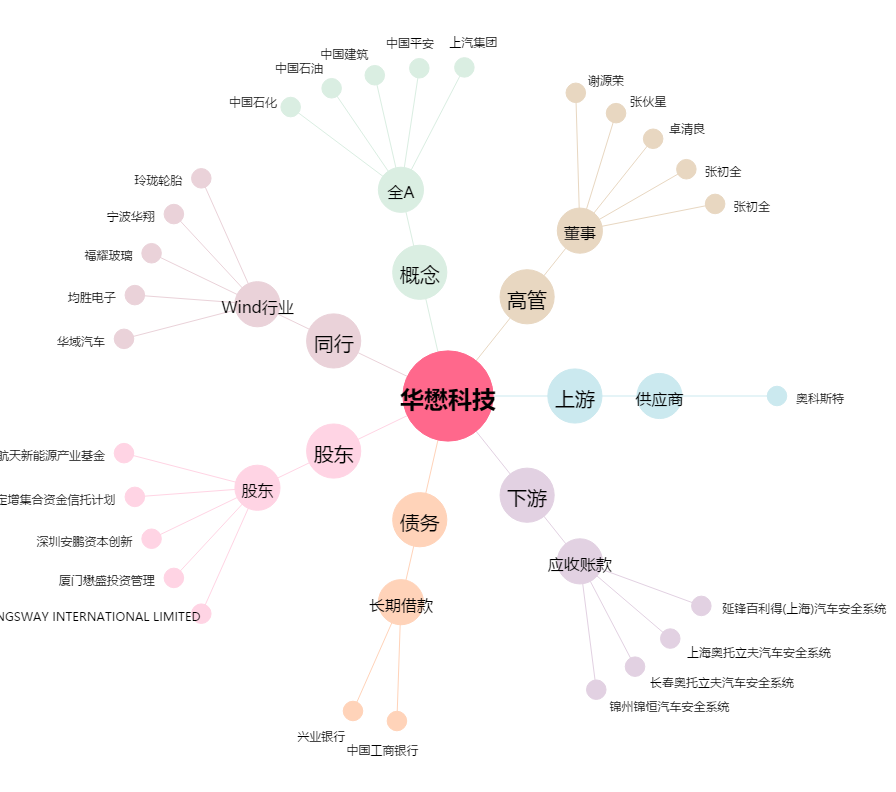 中国石化
中国石油
中国建筑
中国平安
上汽集团
全A
概念
谢源荣
张伙星
卓清良
张初全
张初全
董事
高管
玲珑轮胎
宁波华翔
福耀玻璃
均胜电子
华域汽车
Wind行业
同行
华懋科技
上游
供应商
奥科斯特
股东
股东
航天新能源产业基金
定增集合资金信托计划
深圳安鹏资本创新
厦门懋盛投资管理
NGSWAY INTERNATIONAL LIMITED
债务
长期借款
兴业银行
中国工商银行
下游
应收账款
延锋百利得(上海)汽车安全系统
上海奥托立夫汽车安全系统
长春奥托立夫汽车安全系统
锦州锦恒汽车安全系统